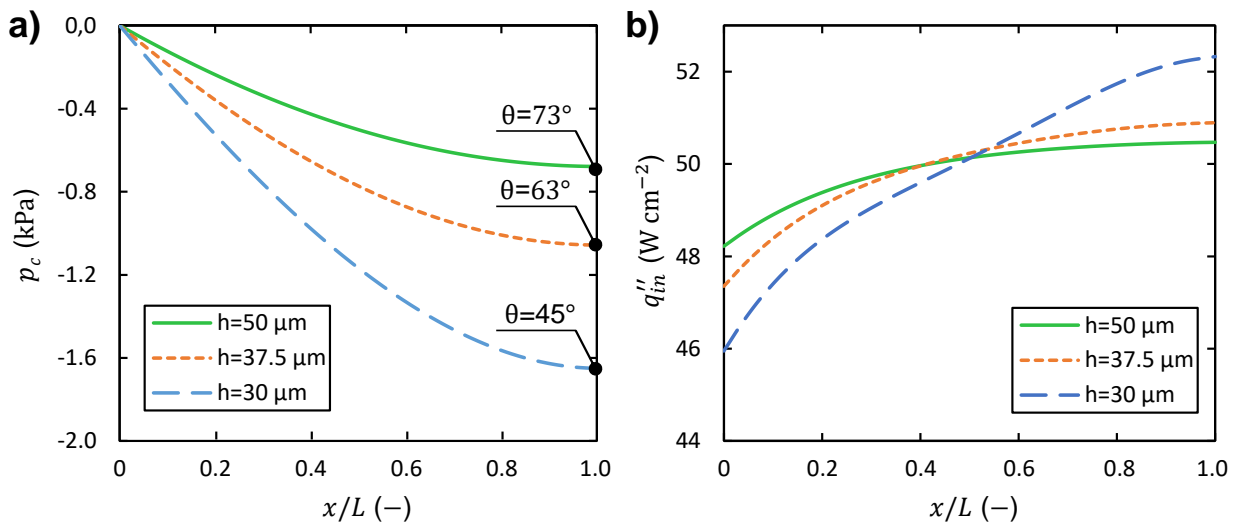 a)
0,0
-0.4
-0.8
-1.2
-1.6
-2.0
p_c (kPa)
θ=73°
θ=63°
θ=45°
h=50 μm
h=37.5 μm
h=30 μm
0 0.2 0.4 0.6 0.8 1.0
x/L (−)
b)
52
50
48
46
44
q''_in (W cm⁻²)
h=50 μm
h=37.5 μm
h=30 μm
0 0.2 0.4 0.6 0.8 1.0
x/L (−)